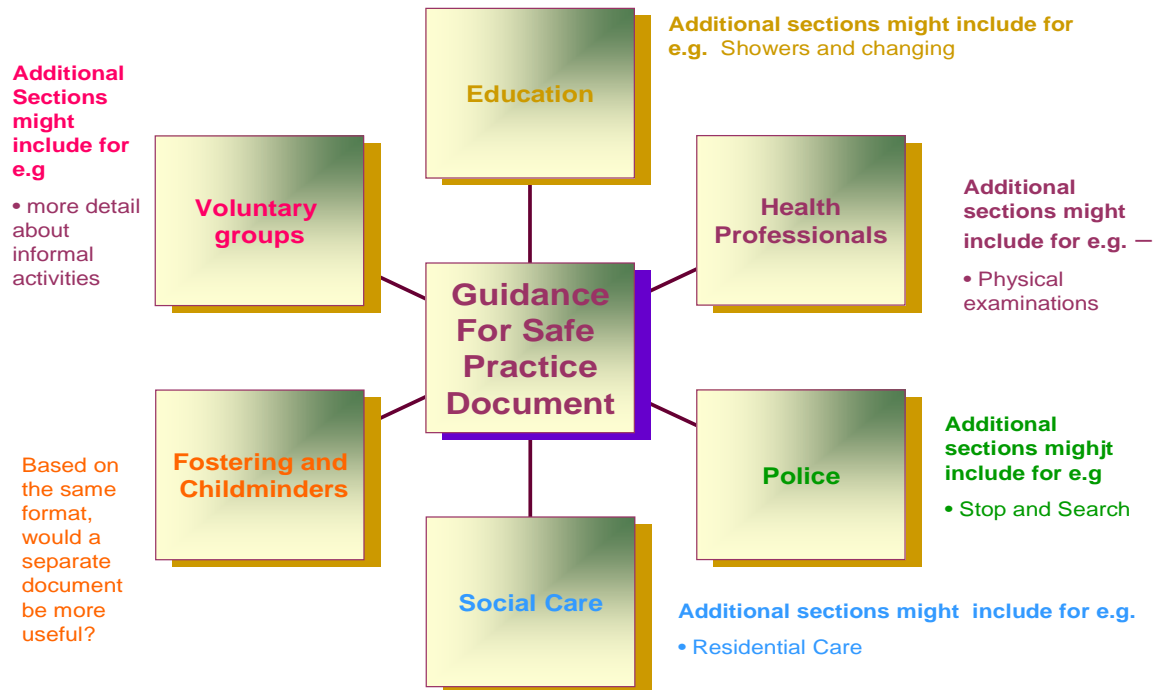 Education
Additional sections might include for
e.g. Showers and changing
Additional
Sections
might
include for
e.g
• more detail
about
informal
activities
Voluntary
groups
Health
Professionals
Additional
sections might
include for e.g. –
• Physical
examinations
Guidance
For Safe
Practice
Document
Fostering and
Childminders
Based on
the same
format,
would a
separate
document
be more
useful?
Police
Additional
sections mighjt
include for e.g
• Stop and Search
Social Care
Additional sections might include for e.g.
• Residential Care